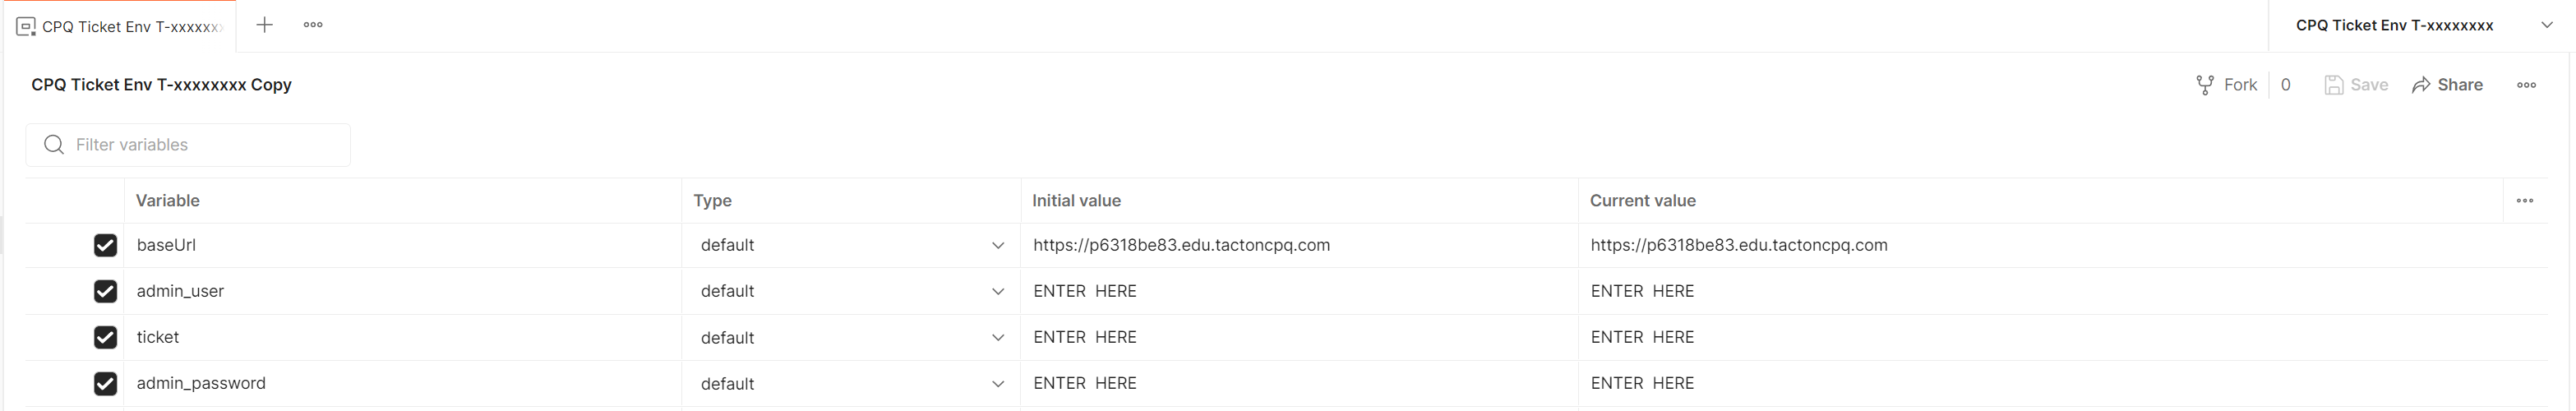 CPQ Ticket Env T-xxxxxxx
CPQ Ticket Env T-xxxxxxxx
CPQ Ticket Env T-xxxxxxxx Copy
Fork 0 Save Share
Filter variables
Variable Type Initial value Current value
baseUrl default https://p6318be83.edu.tactoncpq.com https://p6318be83.edu.tactoncpq.com
admin_user default ENTER HERE ENTER HERE
ticket default ENTER HERE ENTER HERE
admin_password default ENTER HERE ENTER HERE